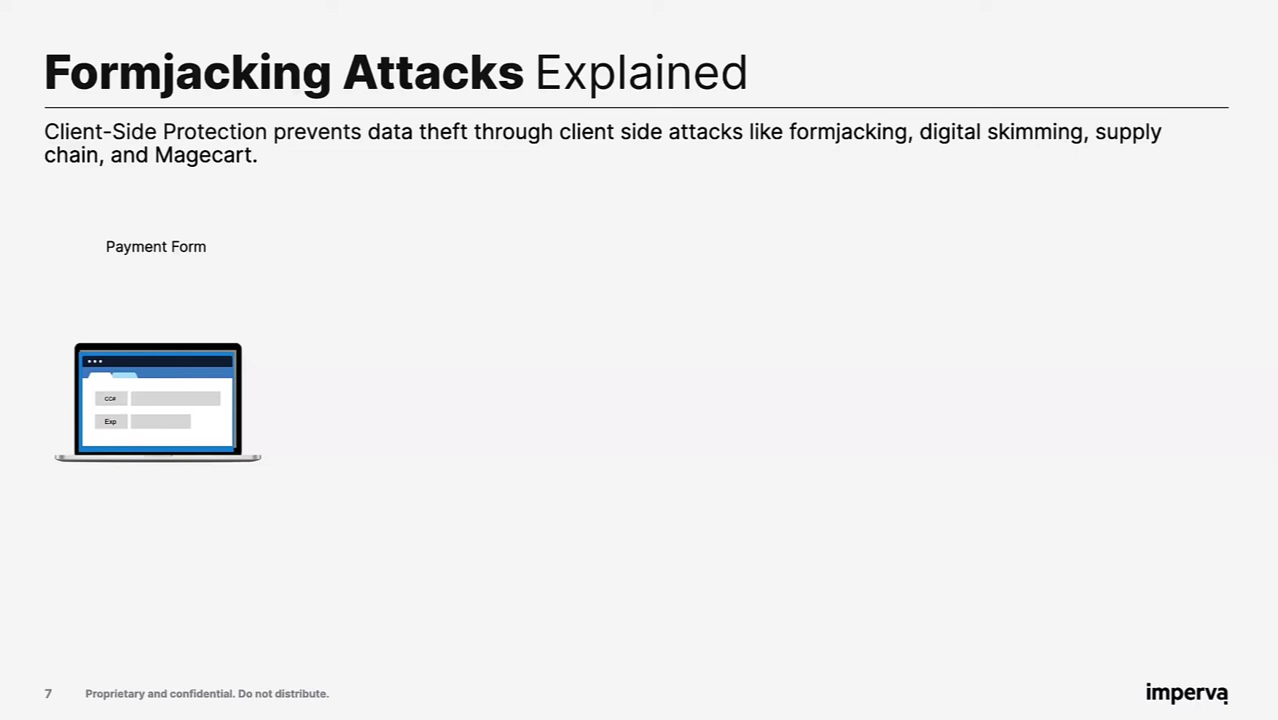 Formjacking Attacks Explained
Client-Side Protection prevents data theft through client side attacks like formjacking, digital skimming, supply
chain, and Magecart.
Payment Form
CC#
Exp
7 Proprietary and confidential. Do not distribute.
imperva